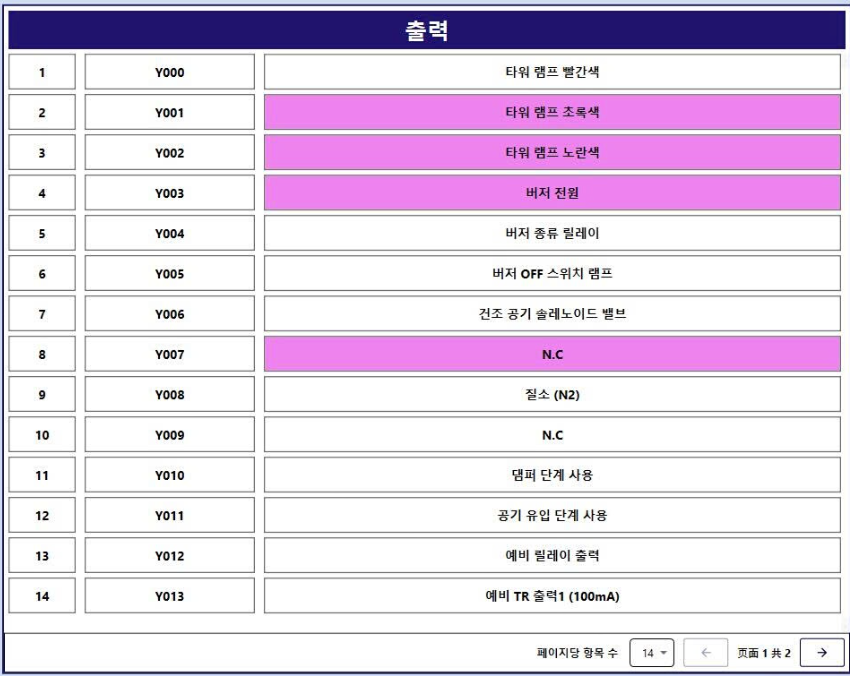 출력
1 Y000 타워 램프 빨간색
2 Y001 타워 램프 초록색
3 Y002 타워 램프 노란색
4 Y003 버저 전원
5 Y004 버저 종류 릴레이
6 Y005 버저 OFF 스위치 램프
7 Y006 건조 공기 솔레노이드 밸브
8 Y007 N.C
9 Y008 질소 (N2)
10 Y009 N.C
11 Y010 댐퍼 단계 사용
12 Y011 공기 유입 단계 사용
13 Y012 예비 릴레이 출력
14 Y013 예비 TR 출력1 (100mA)
페이지당 항목 수 14 ← 页面 1 共 2 →